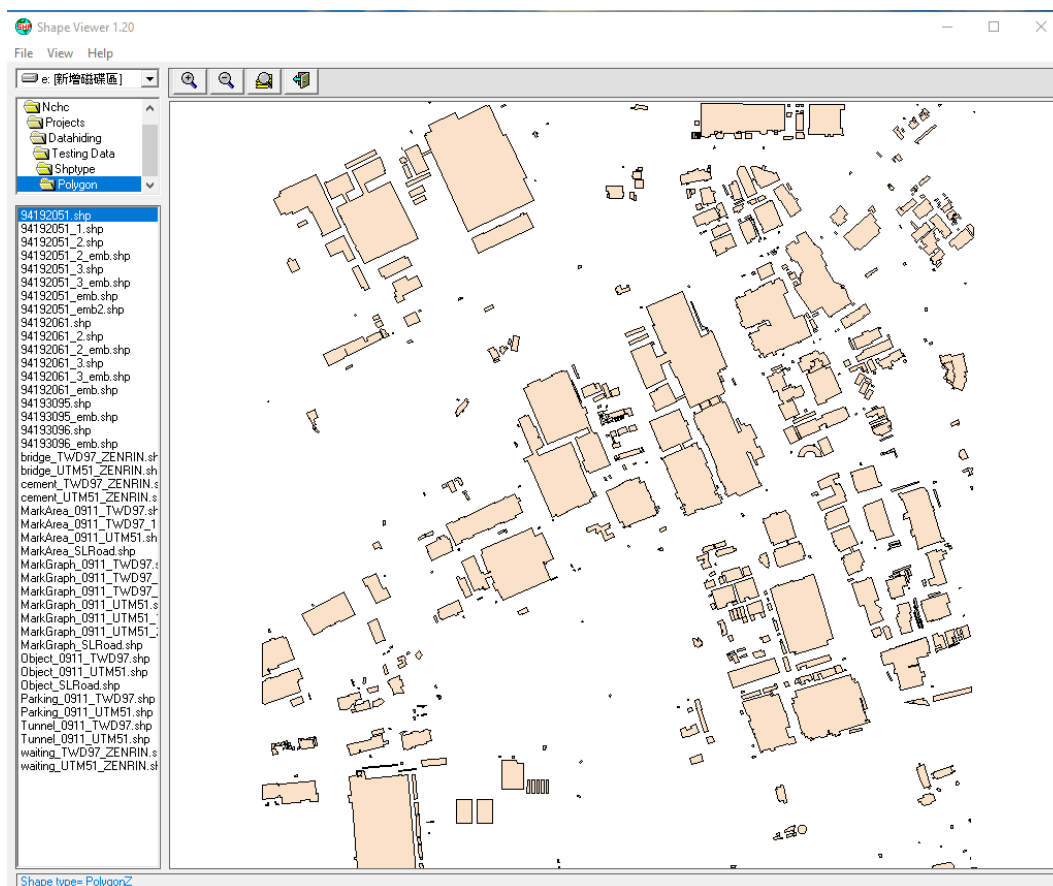 Shape Viewer 1.20
File View Help
e: [新增磁碟區]
Nchc
Projects
Datahiding
Testing Data
Shptype
Polygon
94192051.shp
94192051_1.shp
94192051_2.shp
94192051_2_emb.shp
94192051_3.shp
94192051_3_emb.shp
94192051_emb.shp
94192051_emb2.shp
94192061.shp
94192061_2.shp
94192061_2_emb.shp
94192061_3.shp
94192061_3_emb.shp
94192061_emb.shp
94193095.shp
94193095_emb.shp
94193096.shp
94193096_emb.shp
bridge_TWD97_ZENRIN.sh
bridge_UTM51_ZENRIN.sh
cement_TWD97_ZENRIN.s
cement_UTM51_ZENRIN.s
MarkArea_0911_TWD97.sh
MarkArea_0911_TWD97_1
MarkArea_0911_UTM51.sh
MarkArea_SLRoad.shp
MarkGraph_0911_TWD97.s
MarkGraph_0911_TWD97_
MarkGraph_0911_TWD97_
MarkGraph_0911_UTM51.s
MarkGraph_0911_UTM51_
MarkGraph_0911_UTM51_
MarkGraph_SLRoad.shp
Object_0911_TWD97.shp
Object_0911_UTM51.shp
Object_SLRoad.shp
Parking_0911_TWD97.shp
Parking_0911_UTM51.shp
Tunnel_0911_TWD97.shp
Tunnel_0911_UTM51.shp
waiting_TWD97_ZENRIN.s
waiting_UTM51_ZENRIN.sh
Shape type= PolygonZ